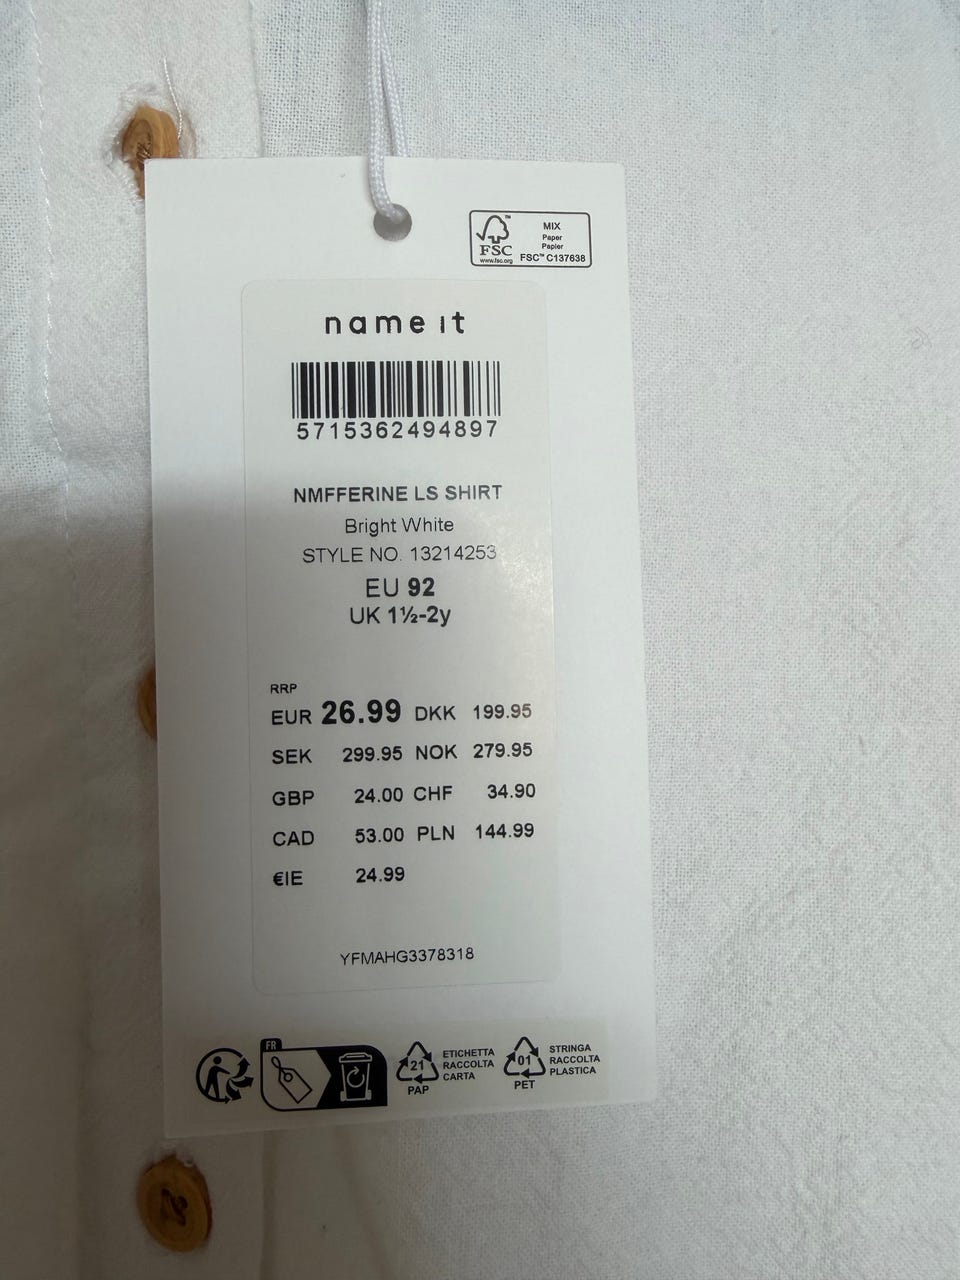 FSC™
www.fsc.org
MIX
Paper
Papier
FSC™ C137638
name it
5715362494897
NMFFERINE LS SHIRT
Bright White
STYLE NO. 13214253
EU 92
UK 1½-2y
RRP
EUR 26.99 DKK 199.95
SEK 299.95 NOK 279.95
GBP 24.00 CHF 34.90
CAD 53.00 PLN 144.99
€IE 24.99
YFMAHG3378318
FR
21
PAP
ETICHETTA
RACCOLTA
CARTA
01
PET
STRINGA
RACCOLTA
PLASTICA